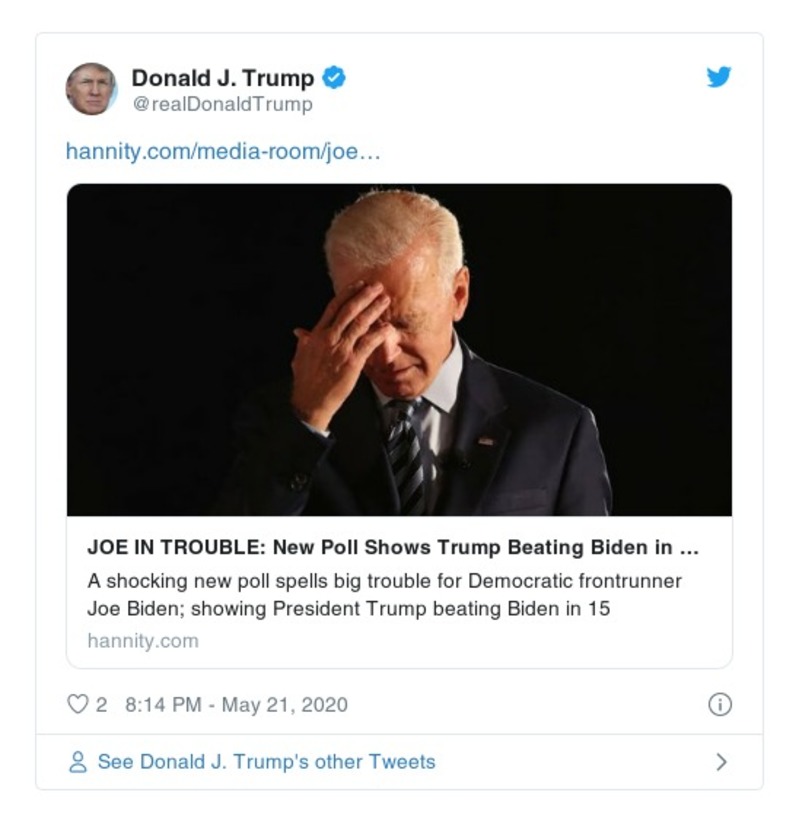 Donald J. Trump
@realDonaldTrump
hannity.com/media-room/joe…
JOE IN TROUBLE: New Poll Shows Trump Beating Biden in ...
A shocking new poll spells big trouble for Democratic frontrunner
Joe Biden; showing President Trump beating Biden in 15
hannity.com
2 8:14 PM - May 21, 2020
See Donald J. Trump's other Tweets